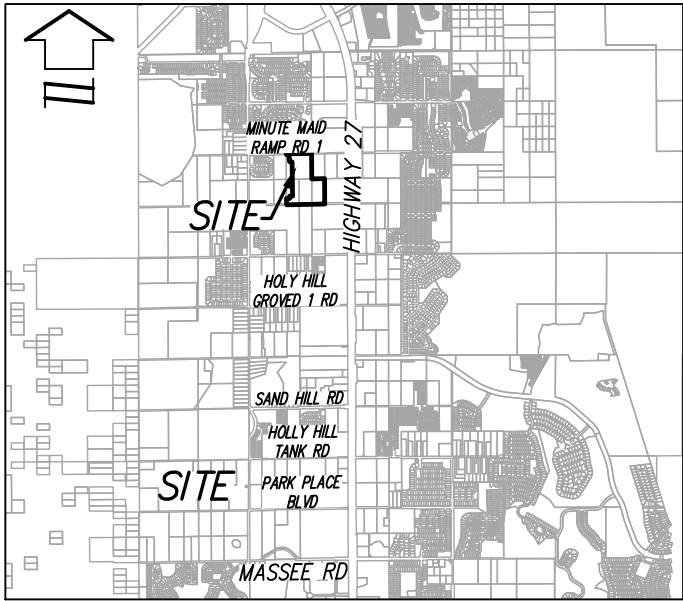 MINUTE MAID
RAMP RD 1
HIGHWAY 27
SITE
HOLY HILL
GROVED 1 RD
SAND HILL RD
HOLLY HILL
TANK RD
SITE
PARK PLACE
BLVD
MASSEE RD